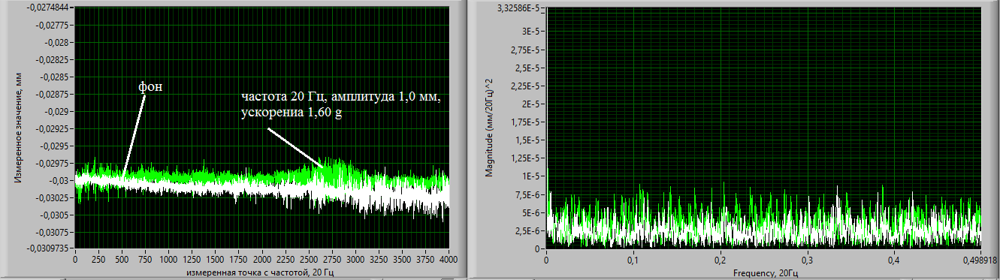 -0,0274844
-0,02775
-0,028
-0,02825
-0,0285
-0,02875
-0,029
-0,02925
-0,0295
-0,02975
-0,03
-0,03025
-0,0305
-0,03075
-0,0309735
Измеренное значение, мм
фон
частота 20 Гц, амплитуда 1,0 мм,
ускорениа 1,60 g
0 250 500 750 1000 1250 1500 1750 2000 2250 2500 2750 3000 3250 3500 3750 4000
измеренная точка с частотой, 20 Гц
3,32586E-5
3E-5
2,75E-5
2,5E-5
2,25E-5
2E-5
1,75E-5
1,5E-5
1,25E-5
1E-5
7,5E-6
5E-6
2,5E-6
0
Magnitude (мм/20Гц)^2
0 0,1 0,2 0,3 0,4 0,498918
Frequency, 20Гц